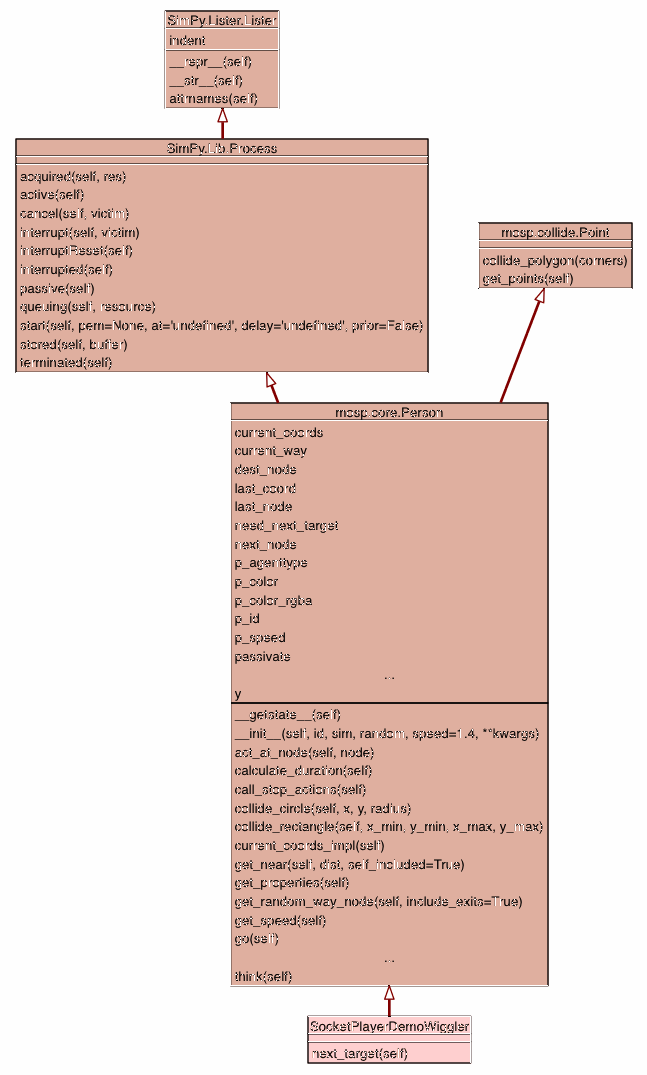 SimPy.Lister.Lister
indent
__repr__(self)
__str__(self)
attrnames(self)
SimPy.Lib.Process
acquired(self, res)
active(self)
cancel(self, victim)
interrupt(self, victim)
interruptReset(self)
interrupted(self)
passive(self)
queuing(self, resource)
start(self, pem=None, at='undefined', delay='undefined', prior=False)
stored(self, buffer)
terminated(self)
mosp.collide.Point
collide_polygon(corners)
get_points(self)
mosp.core.Person
current_coords
current_way
dest_node
last_coord
last_node
need_next_target
next_node
p_agenttype
p_color
p_color_rgba
p_id
p_speed
passivate
...
y
__getstate__(self)
__init__(self, id, sim, random, speed=1.4, **kwargs)
act_at_node(self, node)
calculate_duration(self)
call_stop_actions(self)
collide_circle(self, x, y, radius)
collide_rectangle(self, x_min, y_min, x_max, y_max)
current_coords_impl(self)
get_near(self, dist, self_included=True)
get_properties(self)
get_random_way_node(self, include_exits=True)
get_speed(self)
go(self)
...
think(self)
SocketPlayerDemoWiggler
next_target(self)